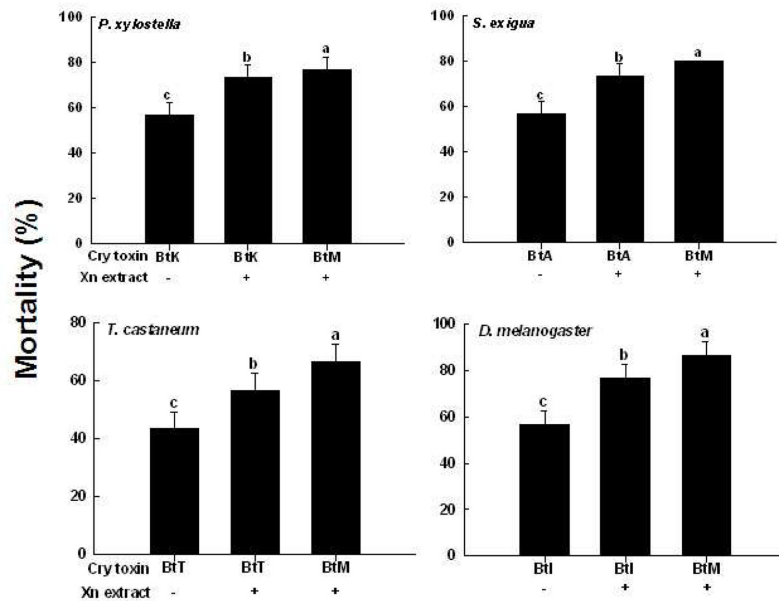 Mortality (%)
P. xylostella
100
80
60
40
20
0
c
b
a
Cry toxin BtK BtK BtM
Xn extract - + +
S. exigua
100
80
60
40
20
0
c
b
a
BtA BtA BtM
- + +
T. castaneum
80
60
40
20
0
c
b
a
Cry toxin BtT BtT BtM
Xn extract - + +
D. melanogaster
100
80
60
40
20
0
c
b
a
BtI BtI BtM
- + +